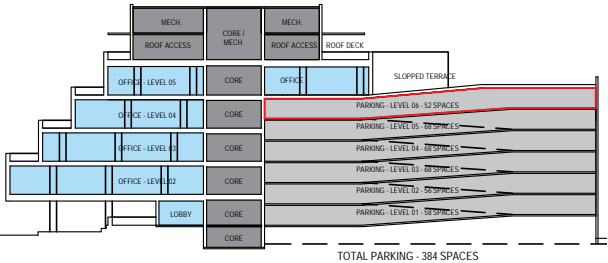 MECH.
CORE /
MECH.
MECH.
ROOF ACCESS
ROOF ACCESS
ROOF DECK
OFFICE - LEVEL 05
CORE
OFFICE
SLOPPED TERRACE
OFFICE - LEVEL 04
CORE
PARKING - LEVEL 06 - 52 SPACES
PARKING - LEVEL 05 - 68 SPACES
OFFICE - LEVEL 03
CORE
PARKING - LEVEL 04 - 68 SPACES
PARKING - LEVEL 03 - 68 SPACES
OFFICE - LEVEL 02
CORE
PARKING - LEVEL 02 - 56 SPACES
LOBBY
CORE
PARKING - LEVEL 01 - 58 SPACES
CORE
TOTAL PARKING - 384 SPACES